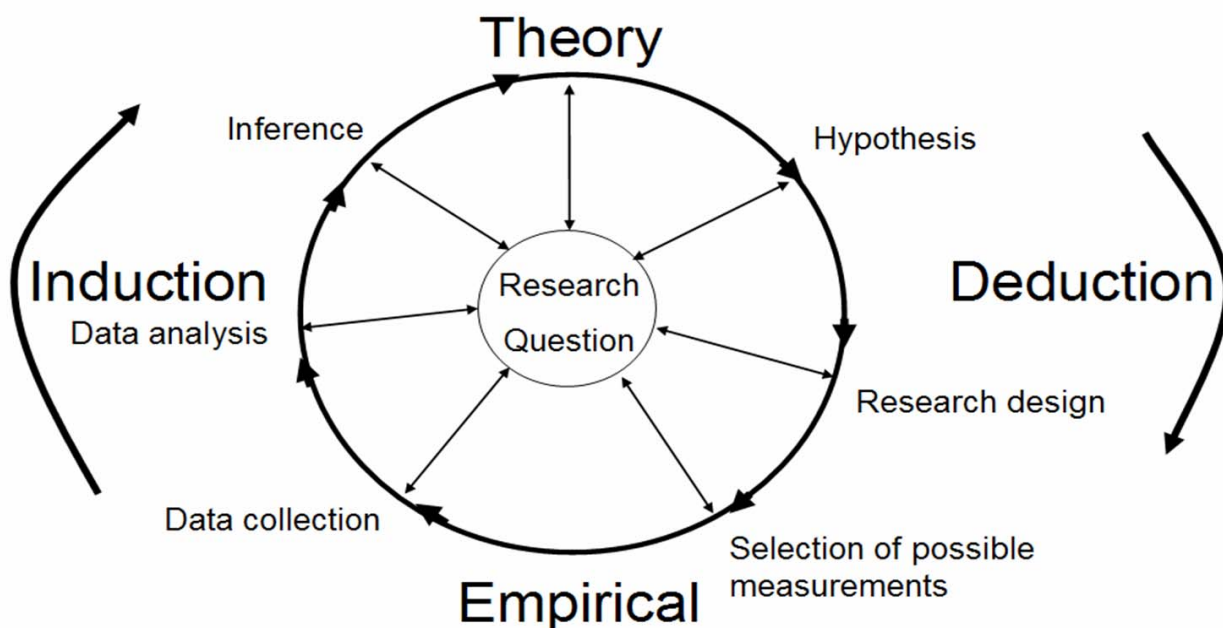 Theory
Inference
Hypothesis
Induction
Research
Question
Deduction
Data analysis
Research design
Data collection
Selection of possible
measurements
Empirical